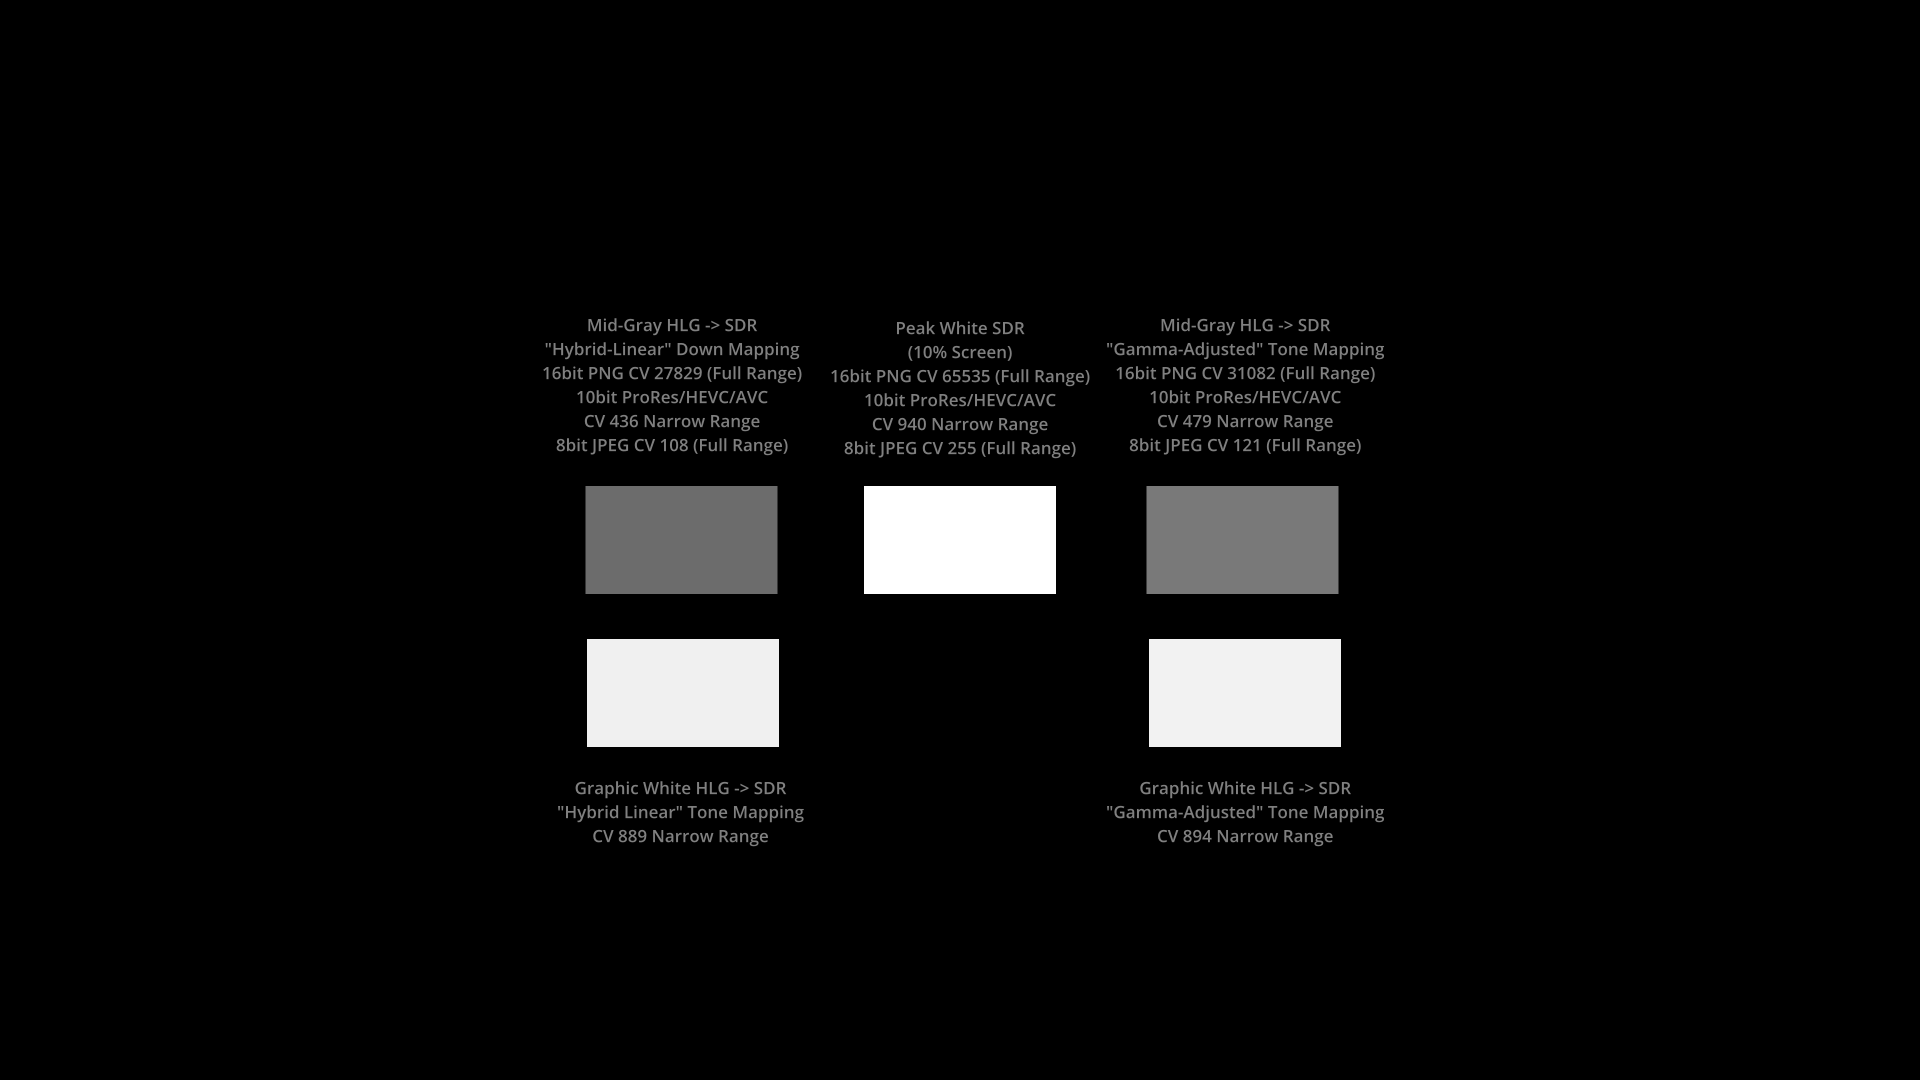 Mid-Gray HLG -> SDR
"Hybrid-Linear" Down Mapping
16bit PNG CV 27829 (Full Range)
10bit ProRes/HEVC/AVC
CV 436 Narrow Range
8bit JPEG CV 108 (Full Range)
Peak White SDR
(10% Screen)
16bit PNG CV 65535 (Full Range)
10bit ProRes/HEVC/AVC
CV 940 Narrow Range
8bit JPEG CV 255 (Full Range)
Mid-Gray HLG -> SDR
"Gamma-Adjusted" Tone Mapping
16bit PNG CV 31082 (Full Range)
10bit ProRes/HEVC/AVC
CV 479 Narrow Range
8bit JPEG CV 121 (Full Range)
Graphic White HLG -> SDR
"Hybrid Linear" Tone Mapping
CV 889 Narrow Range
Graphic White HLG -> SDR
"Gamma-Adjusted" Tone Mapping
CV 894 Narrow Range